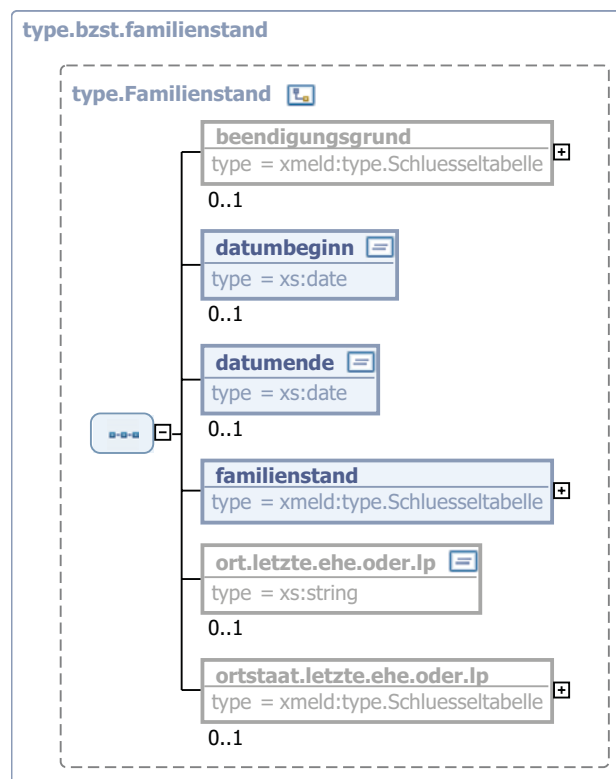 type.bzst.familienstand
type.Familienstand
beendigungsgrund
type = xmeld:type.Schluesseltabelle
0..1
datumbeginn
type = xs:date
0..1
datumende
type = xs:date
0..1
familienstand
type = xmeld:type.Schluesseltabelle
ort.letzte.ehe.oder.lp
type = xs:string
0..1
ortstaat.letzte.ehe.oder.lp
type = xmeld:type.Schluesseltabelle
0..1